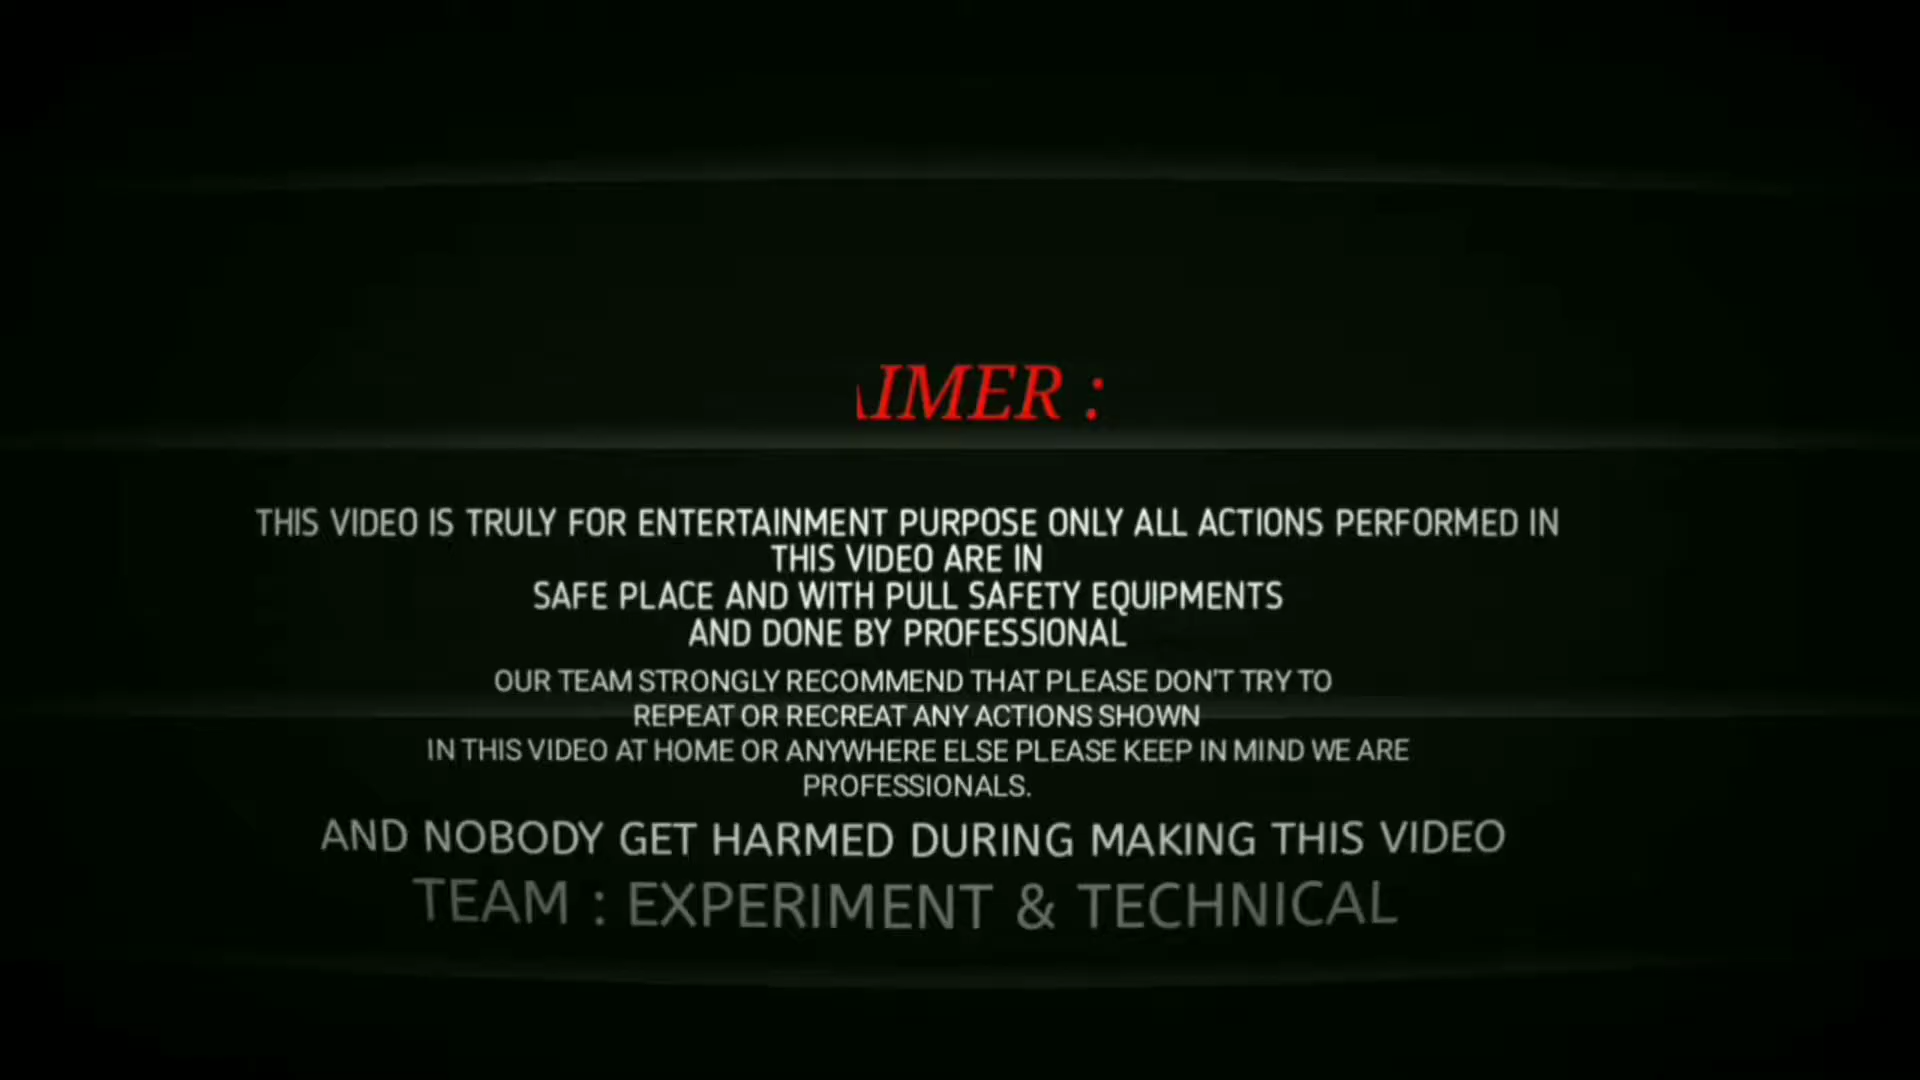 IMER :
THIS VIDEO IS TRULY FOR ENTERTAINMENT PURPOSE ONLY ALL ACTIONS PERFORMED IN
THIS VIDEO ARE IN
SAFE PLACE AND WITH PULL SAFETY EQUIPMENTS
AND DONE BY PROFESSIONAL
OUR TEAM STRONGLY RECOMMEND THAT PLEASE DON'T TRY TO
REPEAT OR RECREAT ANY ACTIONS SHOWN
IN THIS VIDEO AT HOME OR ANYWHERE ELSE PLEASE KEEP IN MIND WE ARE
PROFESSIONALS.
AND NOBODY GET HARMED DURING MAKING THIS VIDEO
TEAM : EXPERIMENT & TECHNICAL